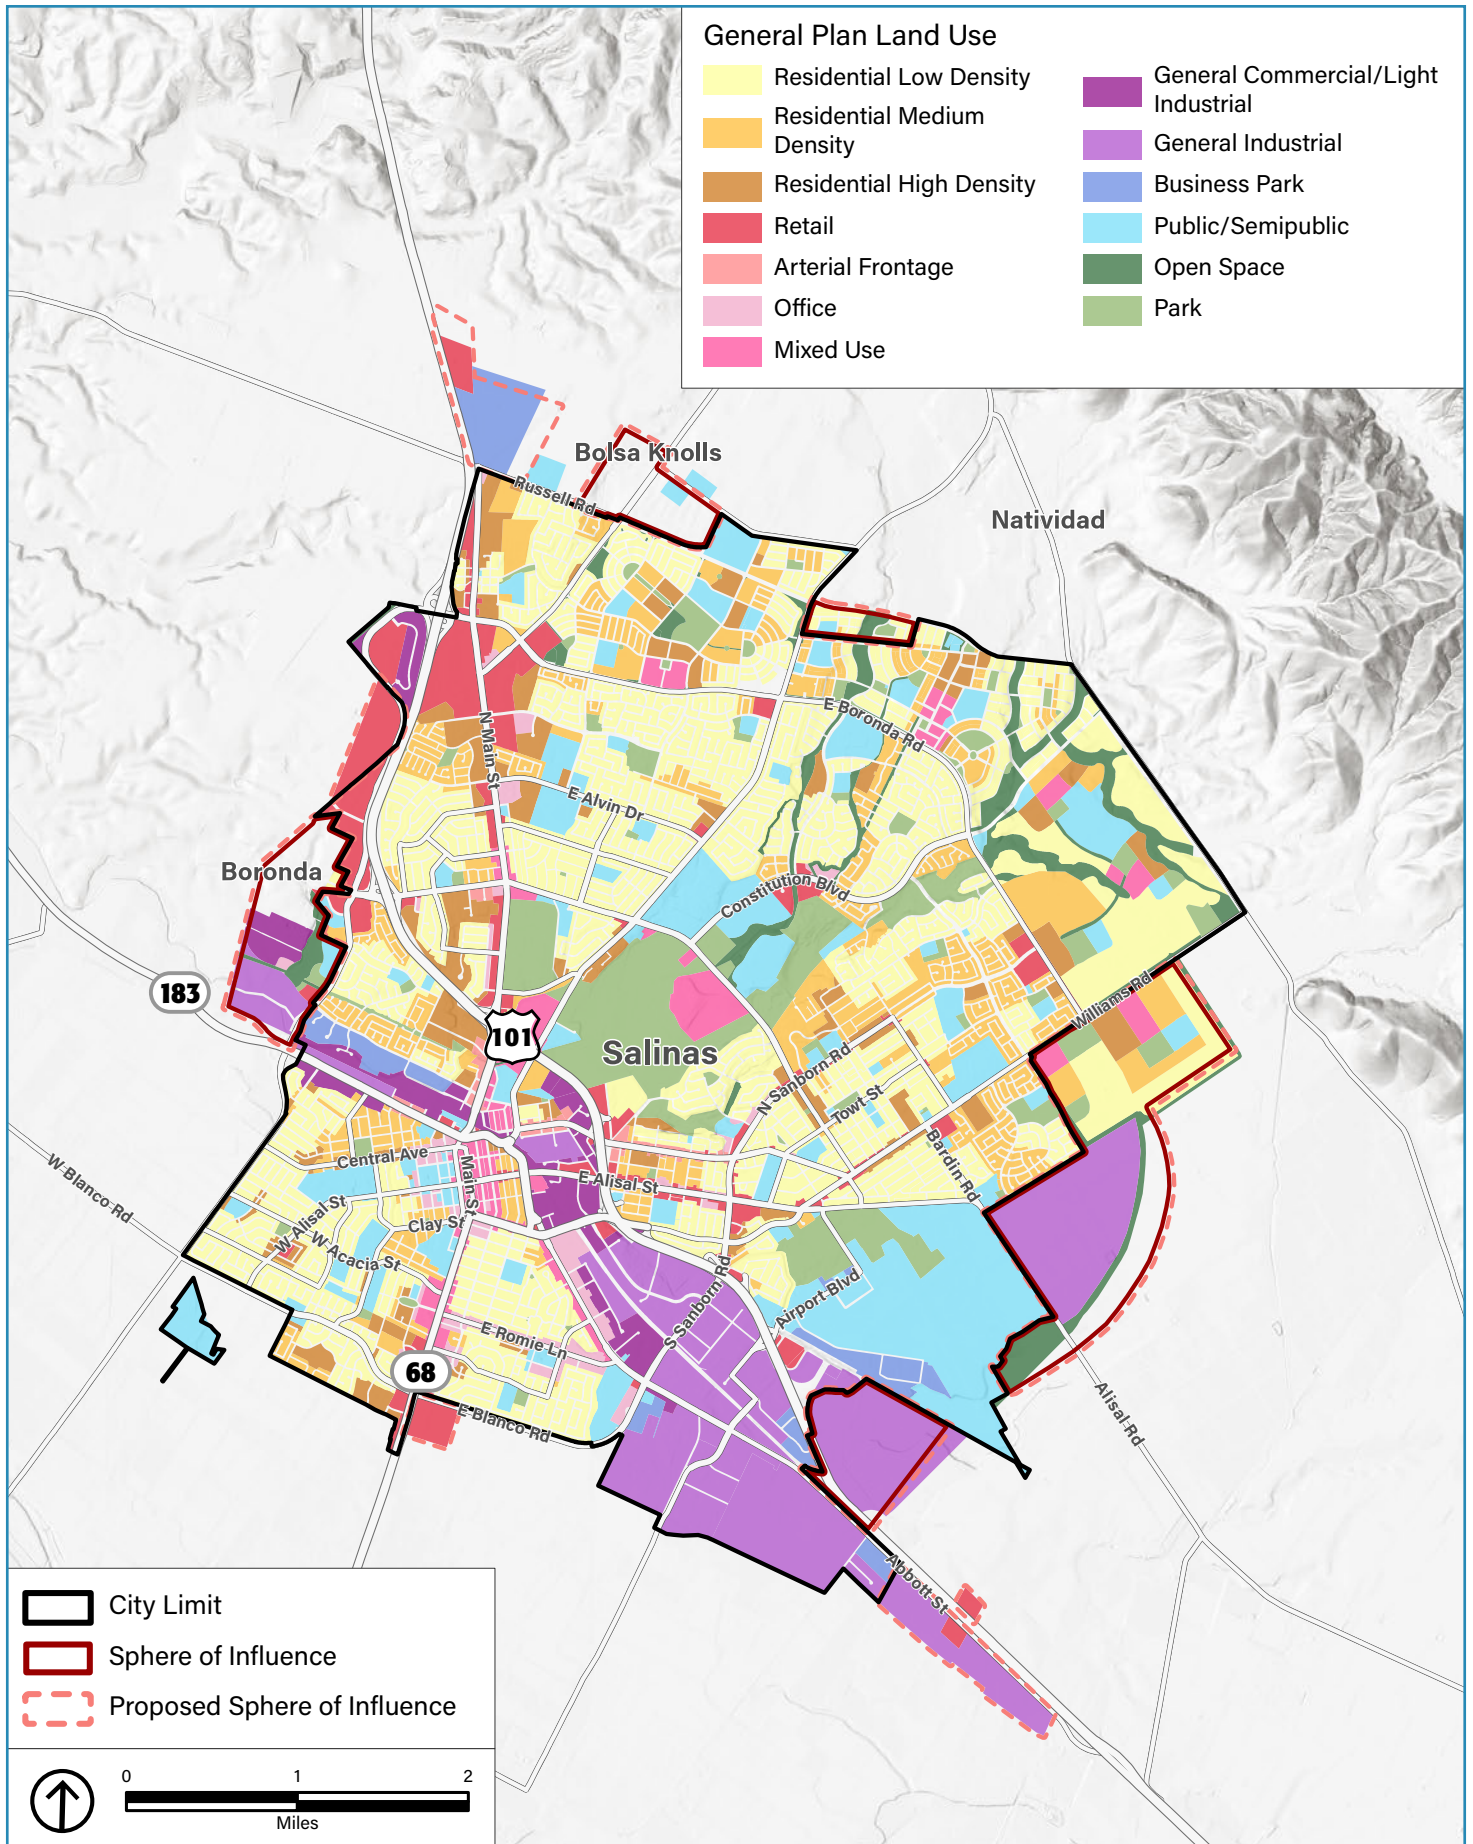 General Plan Land Use
Residential Low Density
Residential Medium
Density
Residential High Density
Retail
Arterial Frontage
Office
Mixed Use
General Commercial/Light
Industrial
General Industrial
Business Park
Public/Semipublic
Open Space
Park
Bolsa Knolls
Russell Rd
Natividad
E Boronda Rd
N Main St
E Alvin Dr
Boronda
Constitution Blvd
183
Williams Rd
101
Salinas
N Sanborn Rd
Towt St
Bardin Rd
Central Ave
Main St
E Alisal St
W Blanco Rd
W Alisal St
Clay St
W Acacia St
S Sanborn Rd
Airport Blvd
E Romie Ln
68
E Blanco Rd
Alisal Rd
Abbott St
City Limit
Sphere of Influence
Proposed Sphere of Influence
0 1 2
Miles